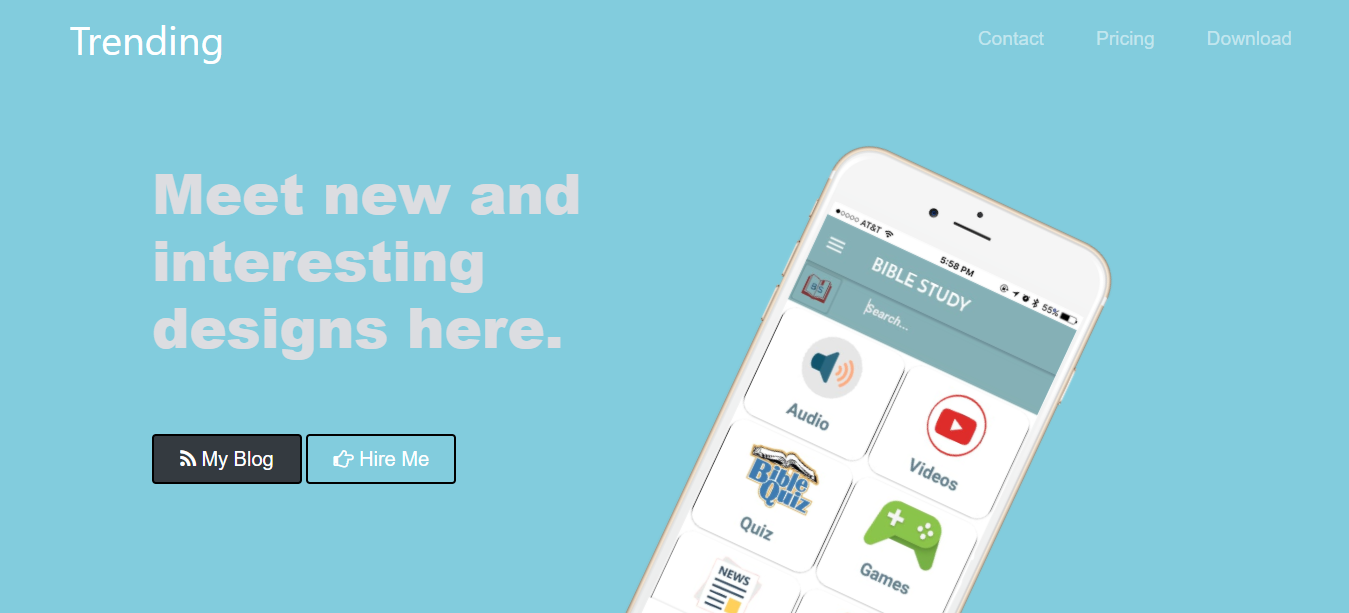 Trending
Contact Pricing Download
Meet new and
interesting
designs here.
My Blog
Hire Me
AT&T
5:58 PM
55%
BIBLE STUDY
BS
Search...
Audio
Videos
Bible
Quiz
Quiz
Games
NEWS